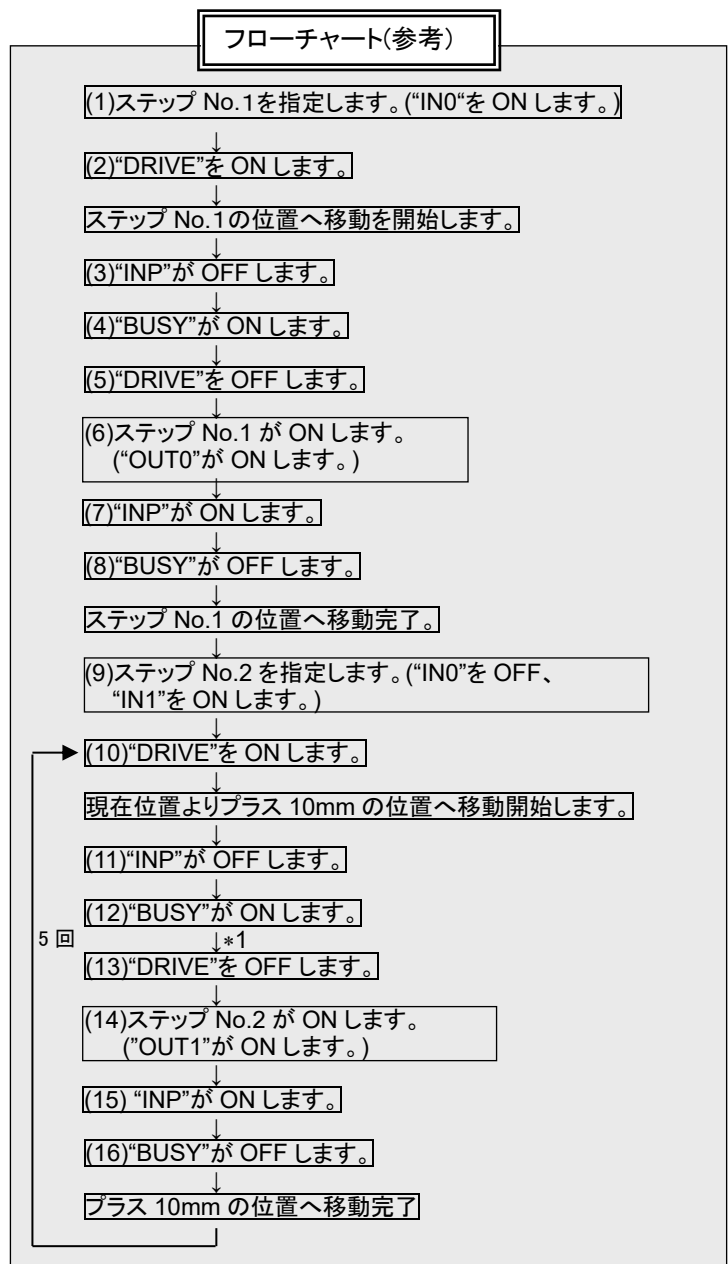 フローチャート(参考)
(1)ステップ No.1を指定します。(“IN0“を ON します。)
↓
(2)“DRIVE”を ON します。
↓
ステップ No.1の位置へ移動を開始します。
↓
(3)“INP”が OFF します。
↓
(4)“BUSY”が ON します。
↓
(5)“DRIVE”を OFF します。
↓
(6)ステップ No.1 が ON します。
(“OUT0”が ON します。)
↓
(7)“INP”が ON します。
↓
(8)“BUSY”が OFF します。
↓
ステップ No.1 の位置へ移動完了。
↓
(9)ステップ No.2 を指定します。(“IN0”を OFF、
“IN1”を ON します。)
↓
(10)“DRIVE”を ON します。
↓
現在位置よりプラス 10mm の位置へ移動開始します。
↓
(11)“INP”が OFF します。
↓
(12)“BUSY”が ON します。
5 回
↓*1
(13)“DRIVE”を OFF します。
↓
(14)ステップ No.2 が ON します。
(”OUT1”が ON します。)
↓
(15) “INP”が ON します。
↓
(16)“BUSY”が OFF します。
↓
プラス 10mm の位置へ移動完了